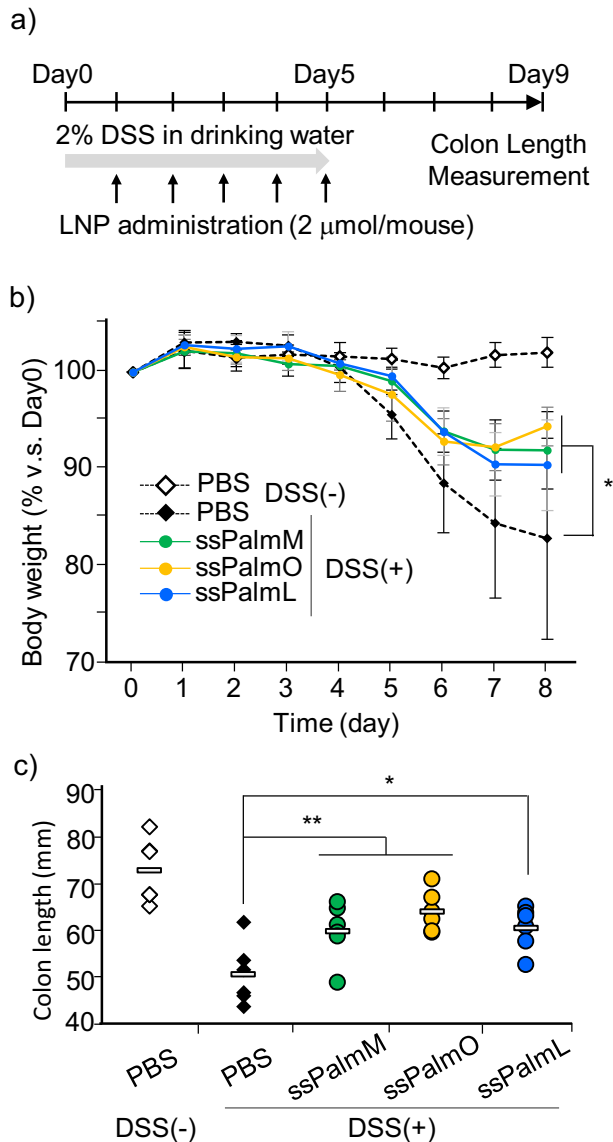 a)
Day0 Day5 Day9
2% DSS in drinking water
Colon Length
Measurement
LNP administration (2 μmol/mouse)
b)
Body weight (% v.s. Day0)
100
90
80
70
PBS DSS(-)
PBS
ssPalmM
ssPalmO DSS(+)
ssPalmL
*
0 1 2 3 4 5 6 7 8
Time (day)
c)
Colon length (mm)
90
80
70
60
50
40
*
**
PBS PBS ssPalmM ssPalmO ssPalmL
DSS(-) DSS(+)